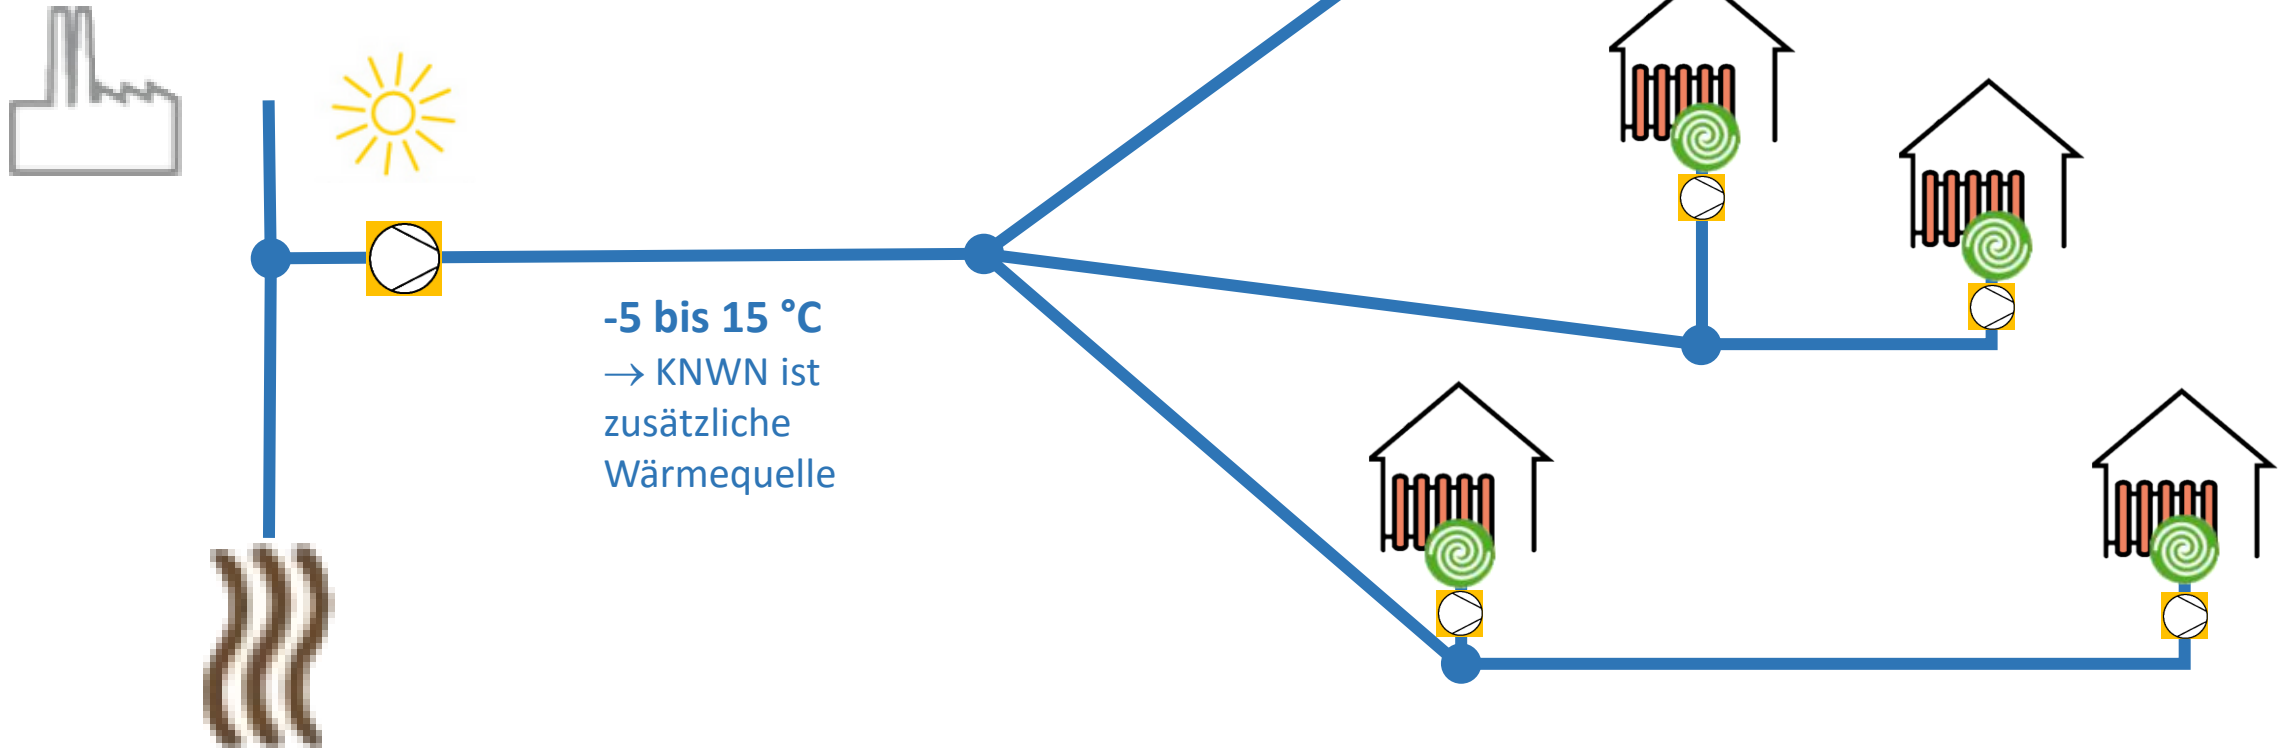 -5 bis 15 °C
→ KNWN ist
zusätzliche
Wärmequelle